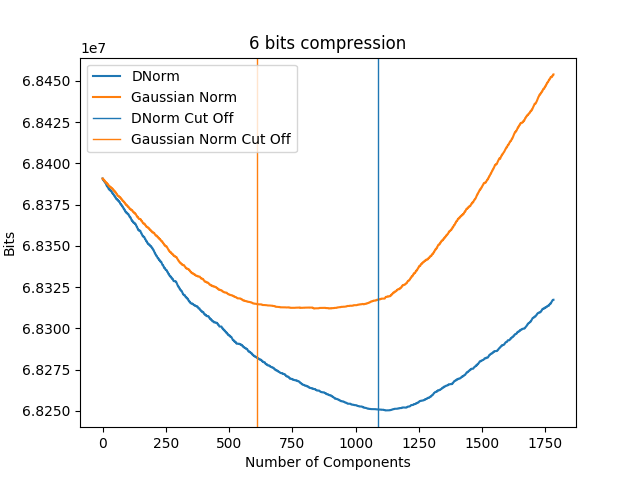 6 bits compression
1e7
DNorm
Gaussian Norm
DNorm Cut Off
Gaussian Norm Cut Off
6.8450
6.8425
6.8400
6.8375
6.8350
6.8325
6.8300
6.8275
6.8250
Bits
0 250 500 750 1000 1250 1500 1750
Number of Components